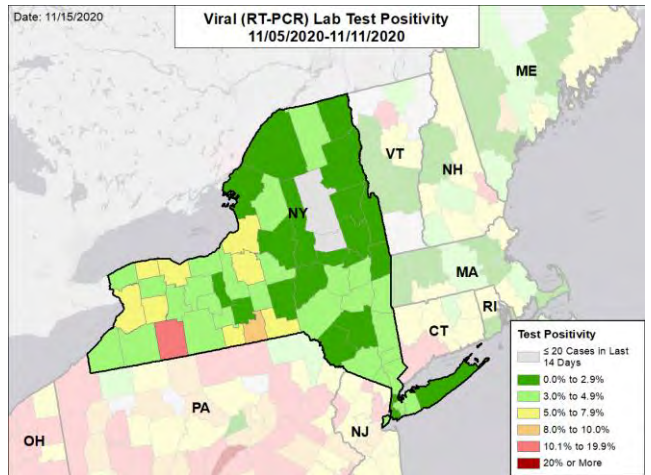 Date: 11/15/2020
Viral (RT-PCR) Lab Test Positivity
11/05/2020-11/11/2020
ME
VT
NH
NY
MA
RI
CT
PA
NJ
OH
Test Positivity
≤ 20 Cases in Last
14 Days
0.0% to 2.9%
3.0% to 4.9%
5.0% to 7.9%
8.0% to 10.0%
10.1% to 19.9%
20% or More